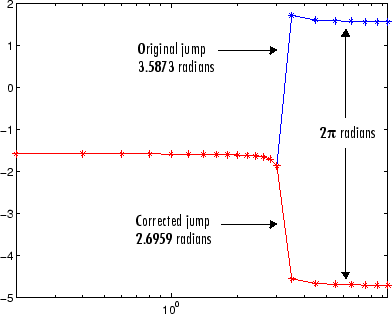 2
Original jump
3.5873 radians
1
0
2π radians
-1
-2
-3
Corrected jump
2.6959 radians
-4
-5
10⁰